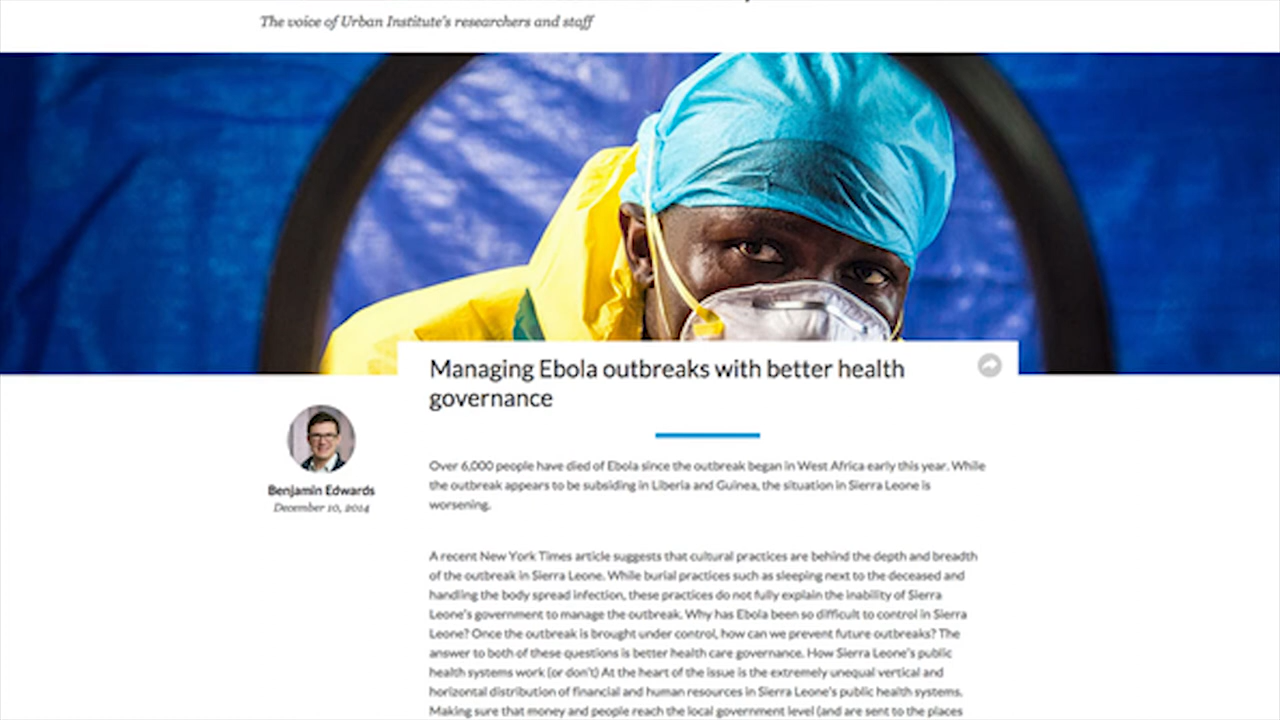 The voice of Urban Institute's researchers and staff
Managing Ebola outbreaks with better health
governance
Benjamin Edwards
December 10, 2014
Over 6,000 people have died of Ebola since the outbreak began in West Africa early this year. While
the outbreak appears to be subsiding in Liberia and Guinea, the situation in Sierra Leone is
worsening.
A recent New York Times article suggests that cultural practices are behind the depth and breadth
of the outbreak in Sierra Leone. While burial practices such as sleeping next to the deceased and
handling the body spread infection, these practices do not fully explain the inability of Sierra
Leone's government to manage the outbreak. Why has Ebola been so difficult to control in Sierra
Leone? Once the outbreak is brought under control, how can we prevent future outbreaks? The
answer to both of these questions is better health care governance. How Sierra Leone's public
health systems work (or don't) At the heart of the issue is the extremely unequal vertical and
horizontal distribution of financial and human resources in Sierra Leone's public health systems.
Making sure that money and people reach the local government level (and are sent to the places